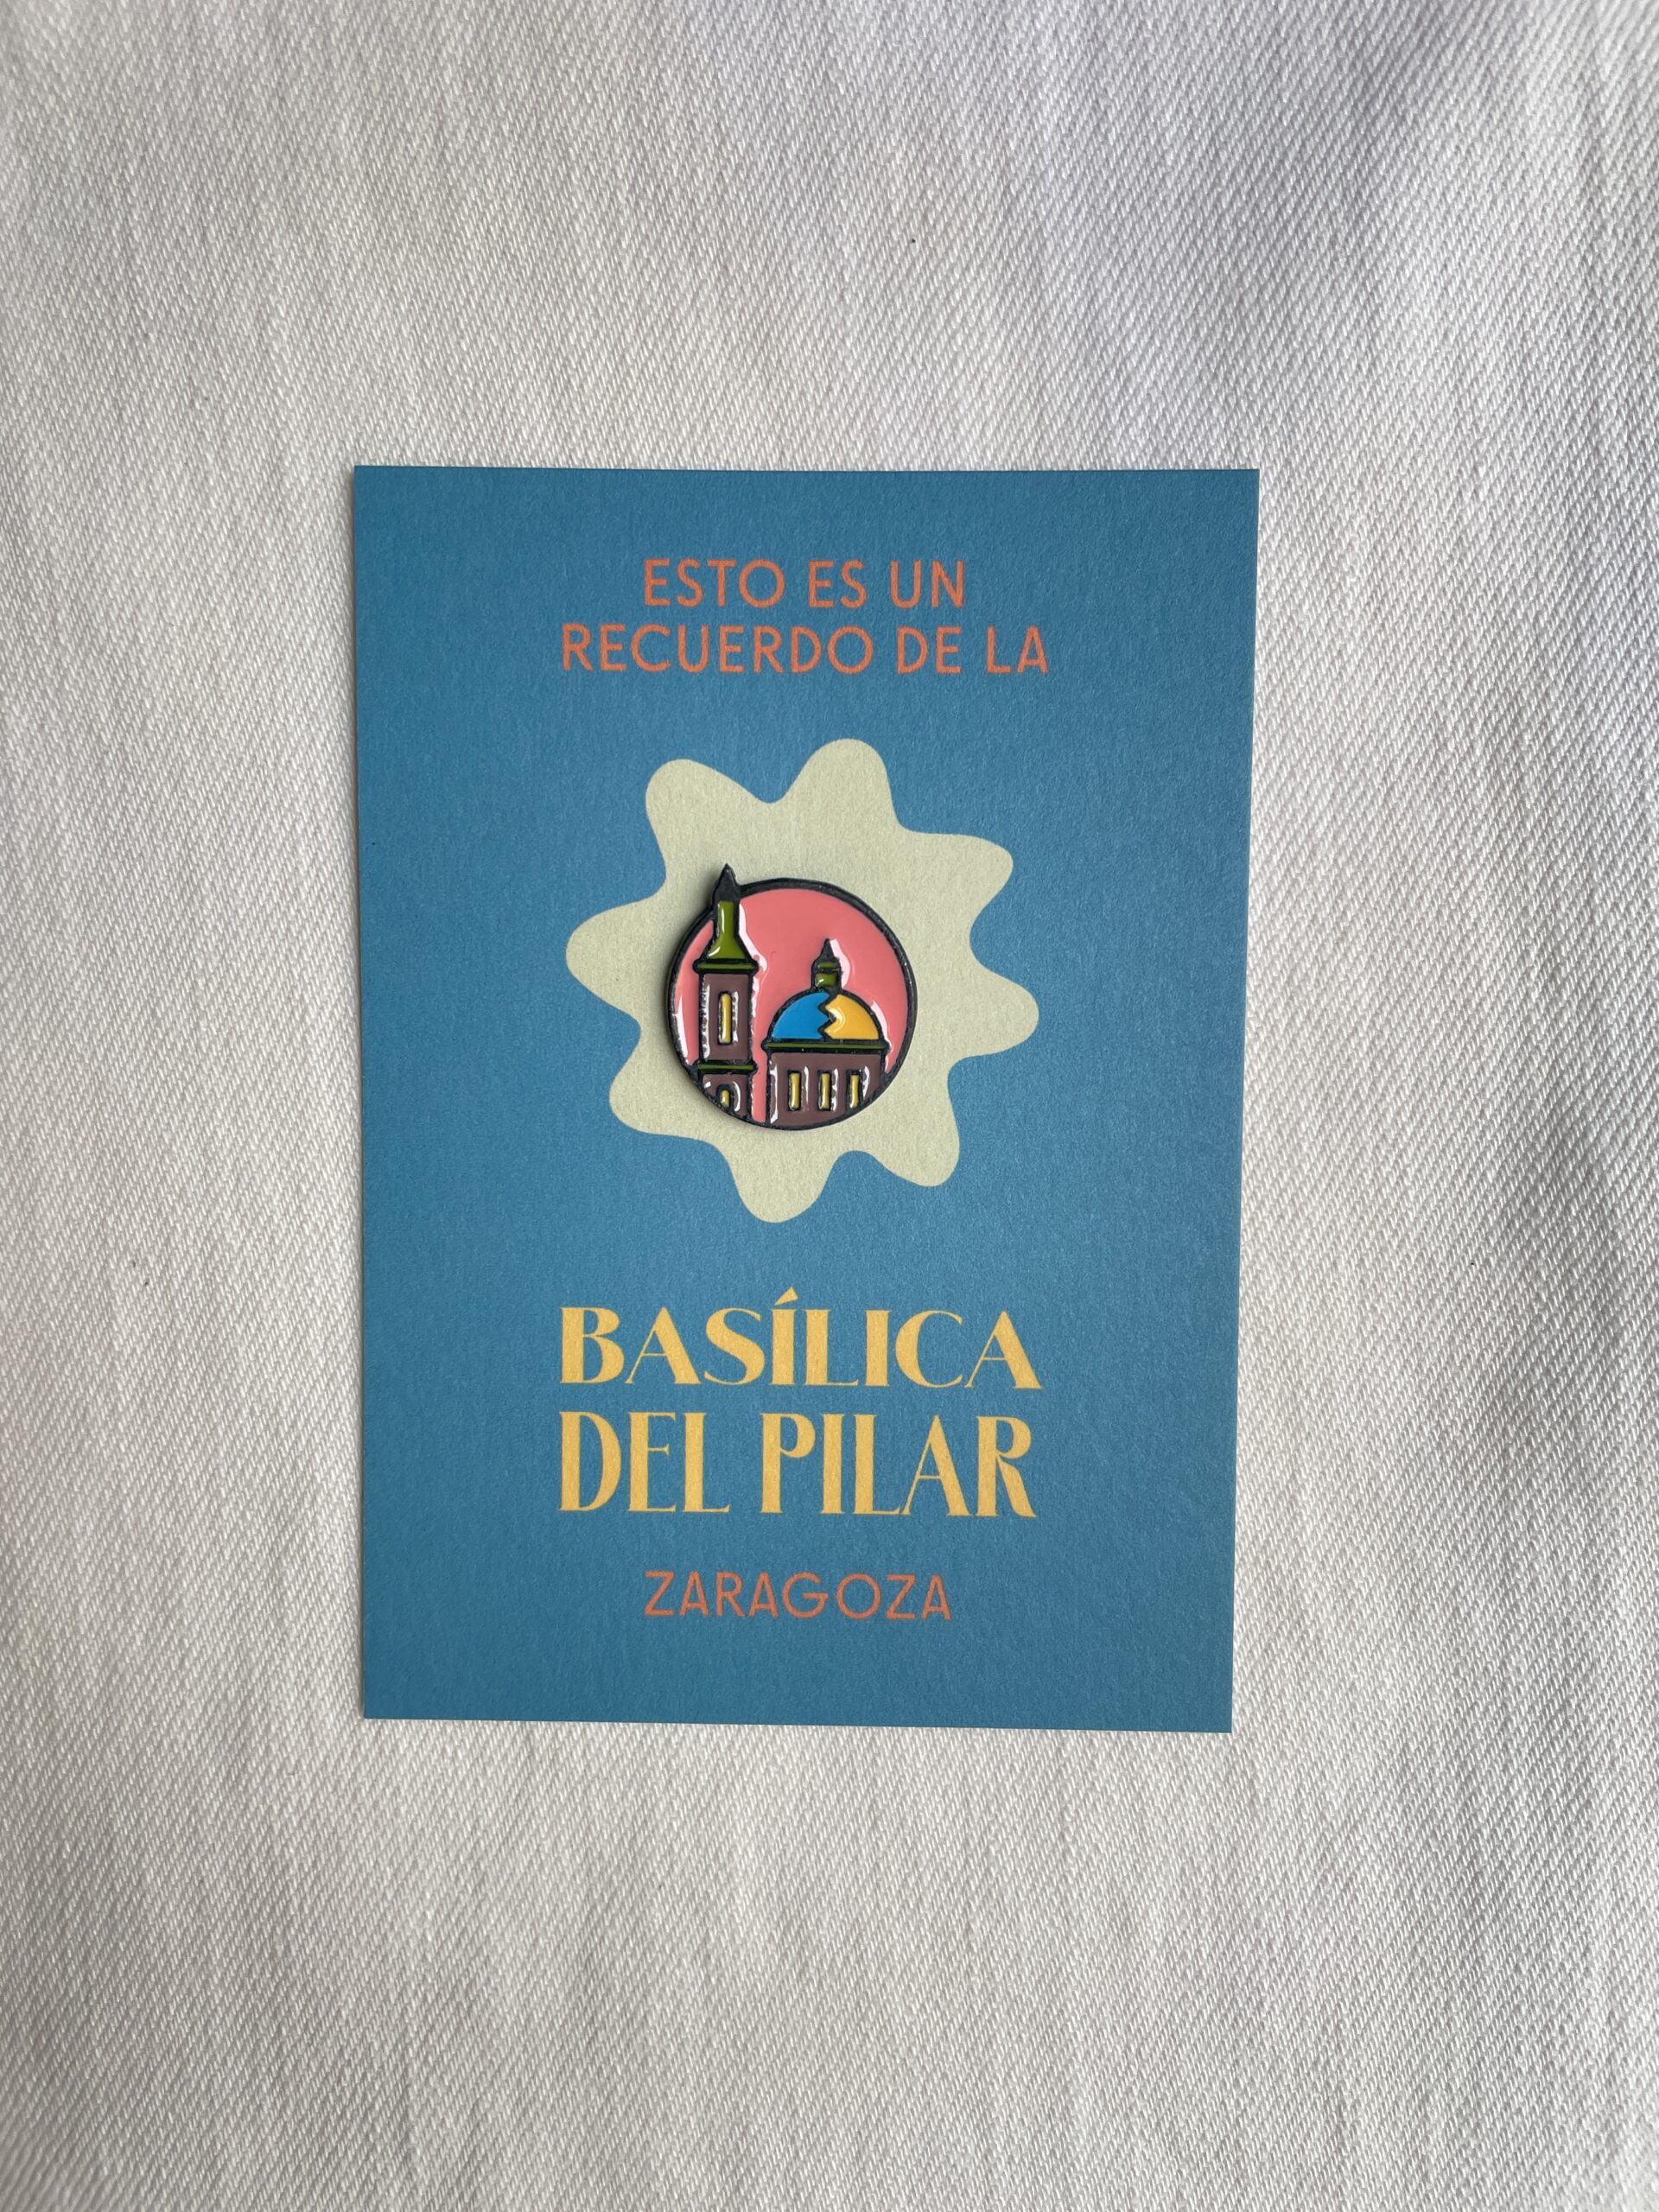 ESTO ES UN
RECUERDO DE LA
BASÍLICA
DEL PILAR
ZARAGOZA